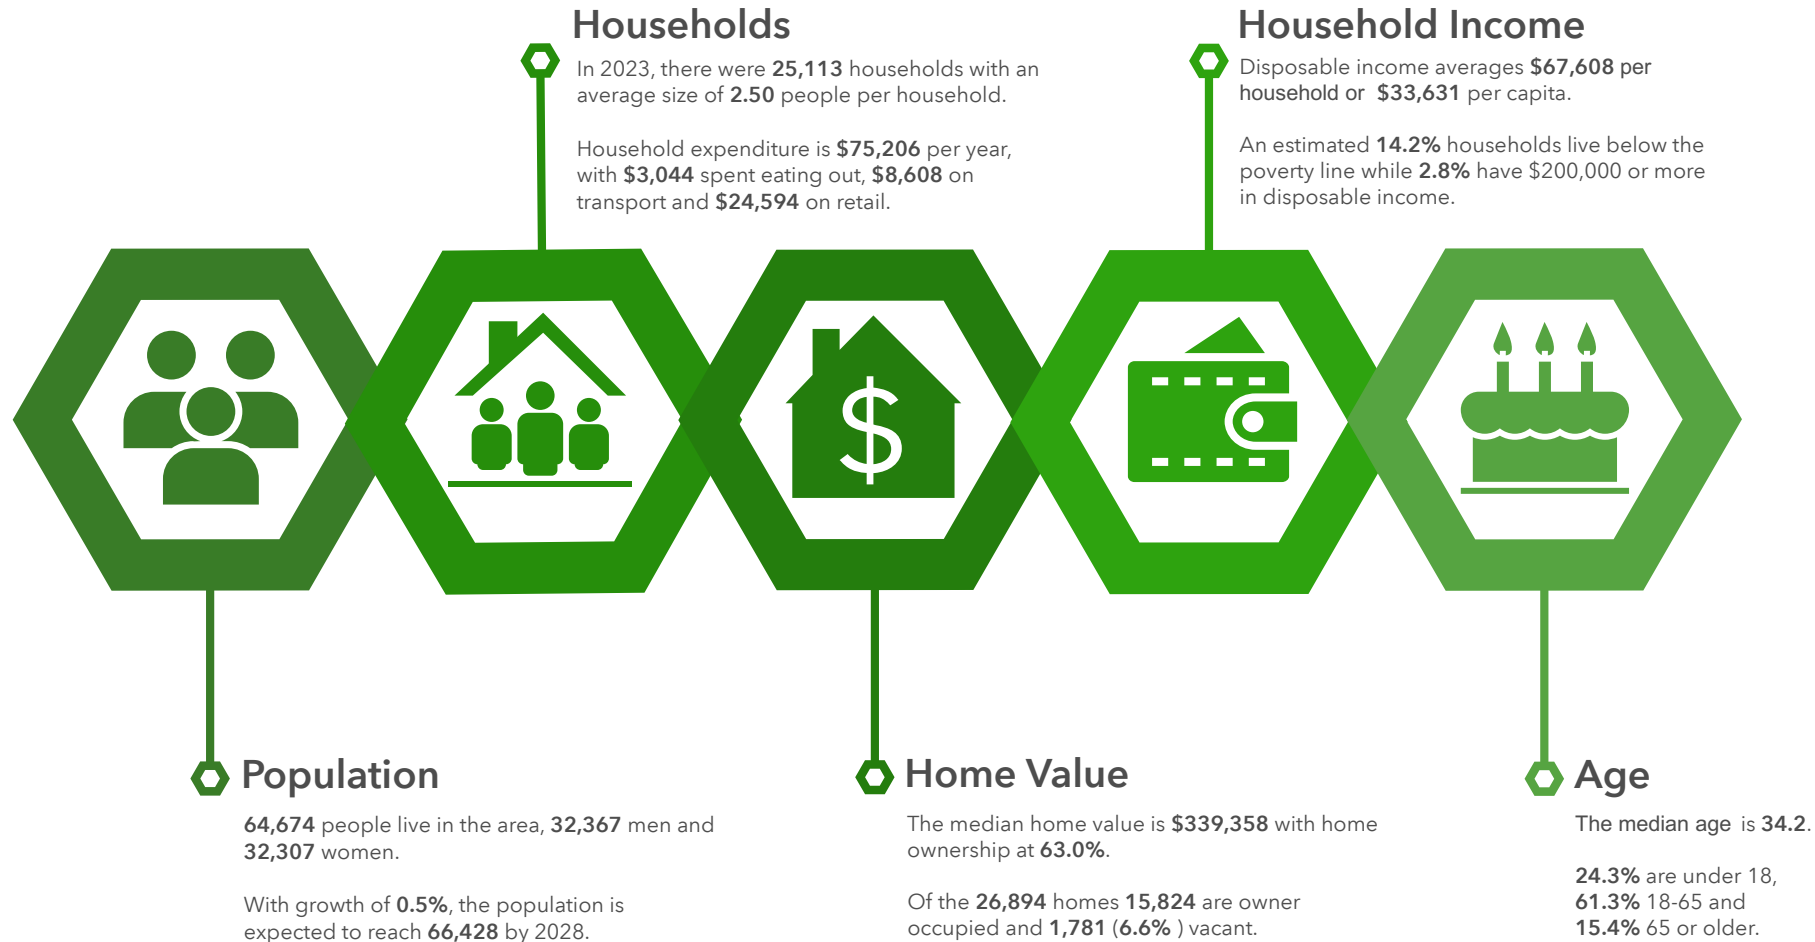 Households
In 2023, there were 25,113 households with an
average size of 2.50 people per household.
Household expenditure is $75,206 per year,
with $3,044 spent eating out, $8,608 on
transport and $24,594 on retail.
Household Income
Disposable income averages $67,608 per
household or $33,631 per capita.
An estimated 14.2% households live below the
poverty line while 2.8% have $200,000 or more
in disposable income.
$
Population
64,674 people live in the area, 32,367 men and
32,307 women.
With growth of 0.5%, the population is
expected to reach 66,428 by 2028.
Home Value
The median home value is $339,358 with home
ownership at 63.0%.
Of the 26,894 homes 15,824 are owner
occupied and 1,781 (6.6% ) vacant.
Age
The median age is 34.2.
24.3% are under 18,
61.3% 18-65 and
15.4% 65 or older.